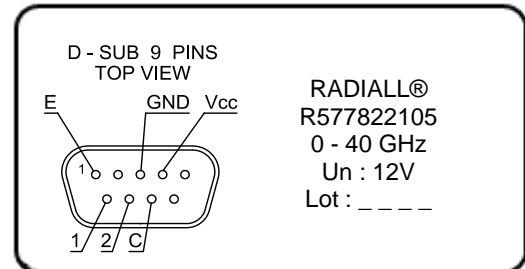 D - SUB 9 PINS
TOP VIEW
E GND Vcc
1
1 2 C
RADIALL®
R577822105
0 - 40 GHz
Un : 12V
Lot : _ _ _ _